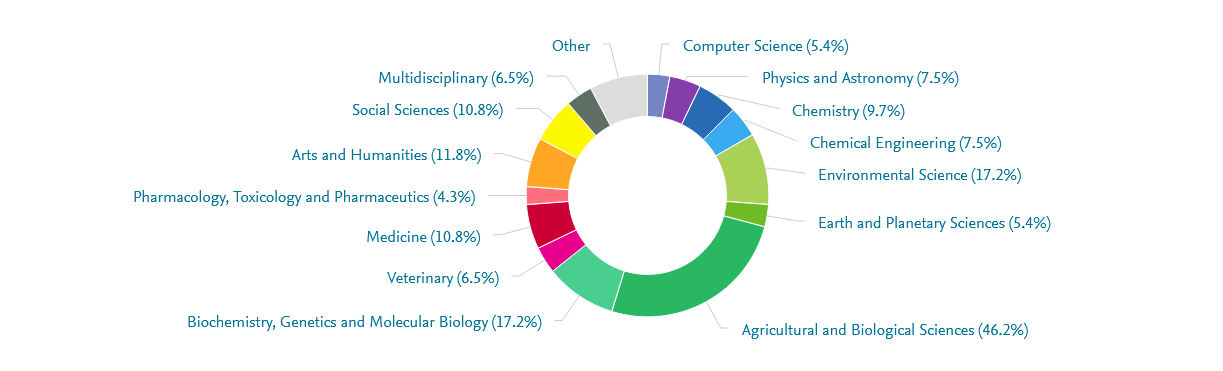 Other
Computer Science (5.4%)
Multidisciplinary (6.5%)
Physics and Astronomy (7.5%)
Social Sciences (10.8%)
Chemistry (9.7%)
Chemical Engineering (7.5%)
Arts and Humanities (11.8%)
Environmental Science (17.2%)
Pharmacology, Toxicology and Pharmaceutics (4.3%)
Earth and Planetary Sciences (5.4%)
Medicine (10.8%)
Veterinary (6.5%)
Biochemistry, Genetics and Molecular Biology (17.2%)
Agricultural and Biological Sciences (46.2%)